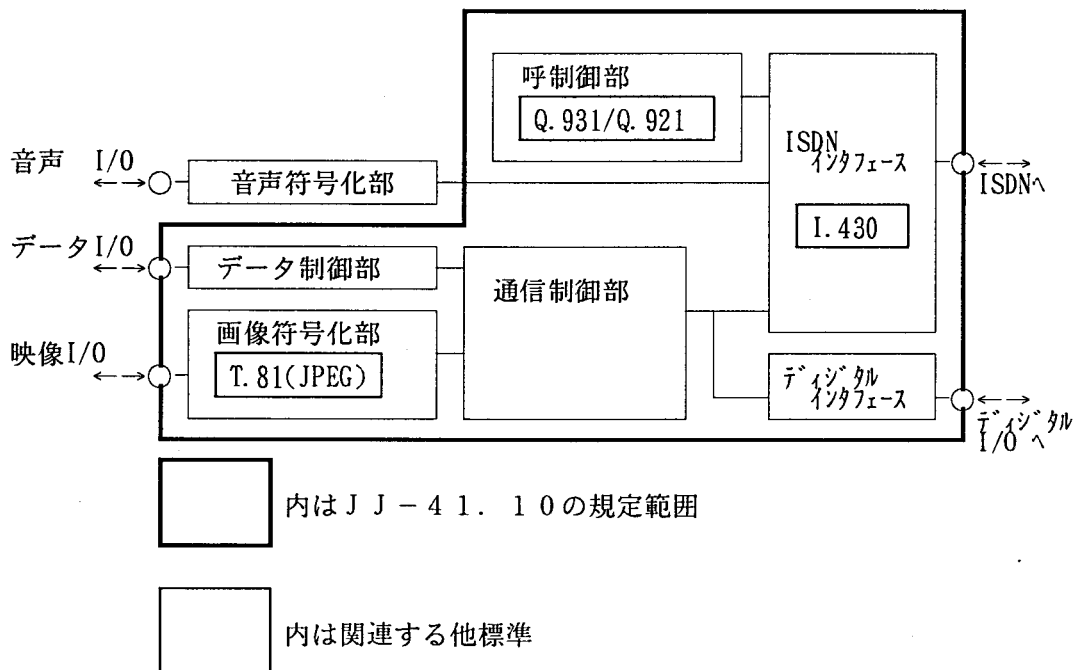 呼制御部
Q.931/Q.921
ISDN
インタフェース
I.430
音声 I/O
音声符号化部
ISDNへ
データI/O
データ制御部
通信制御部
画像符号化部
映像I/O
T.81(JPEG)
ディジタル
インタフェース
ディジタル
I/Oへ
内はJJ-41.10の規定範囲
内は関連する他標準